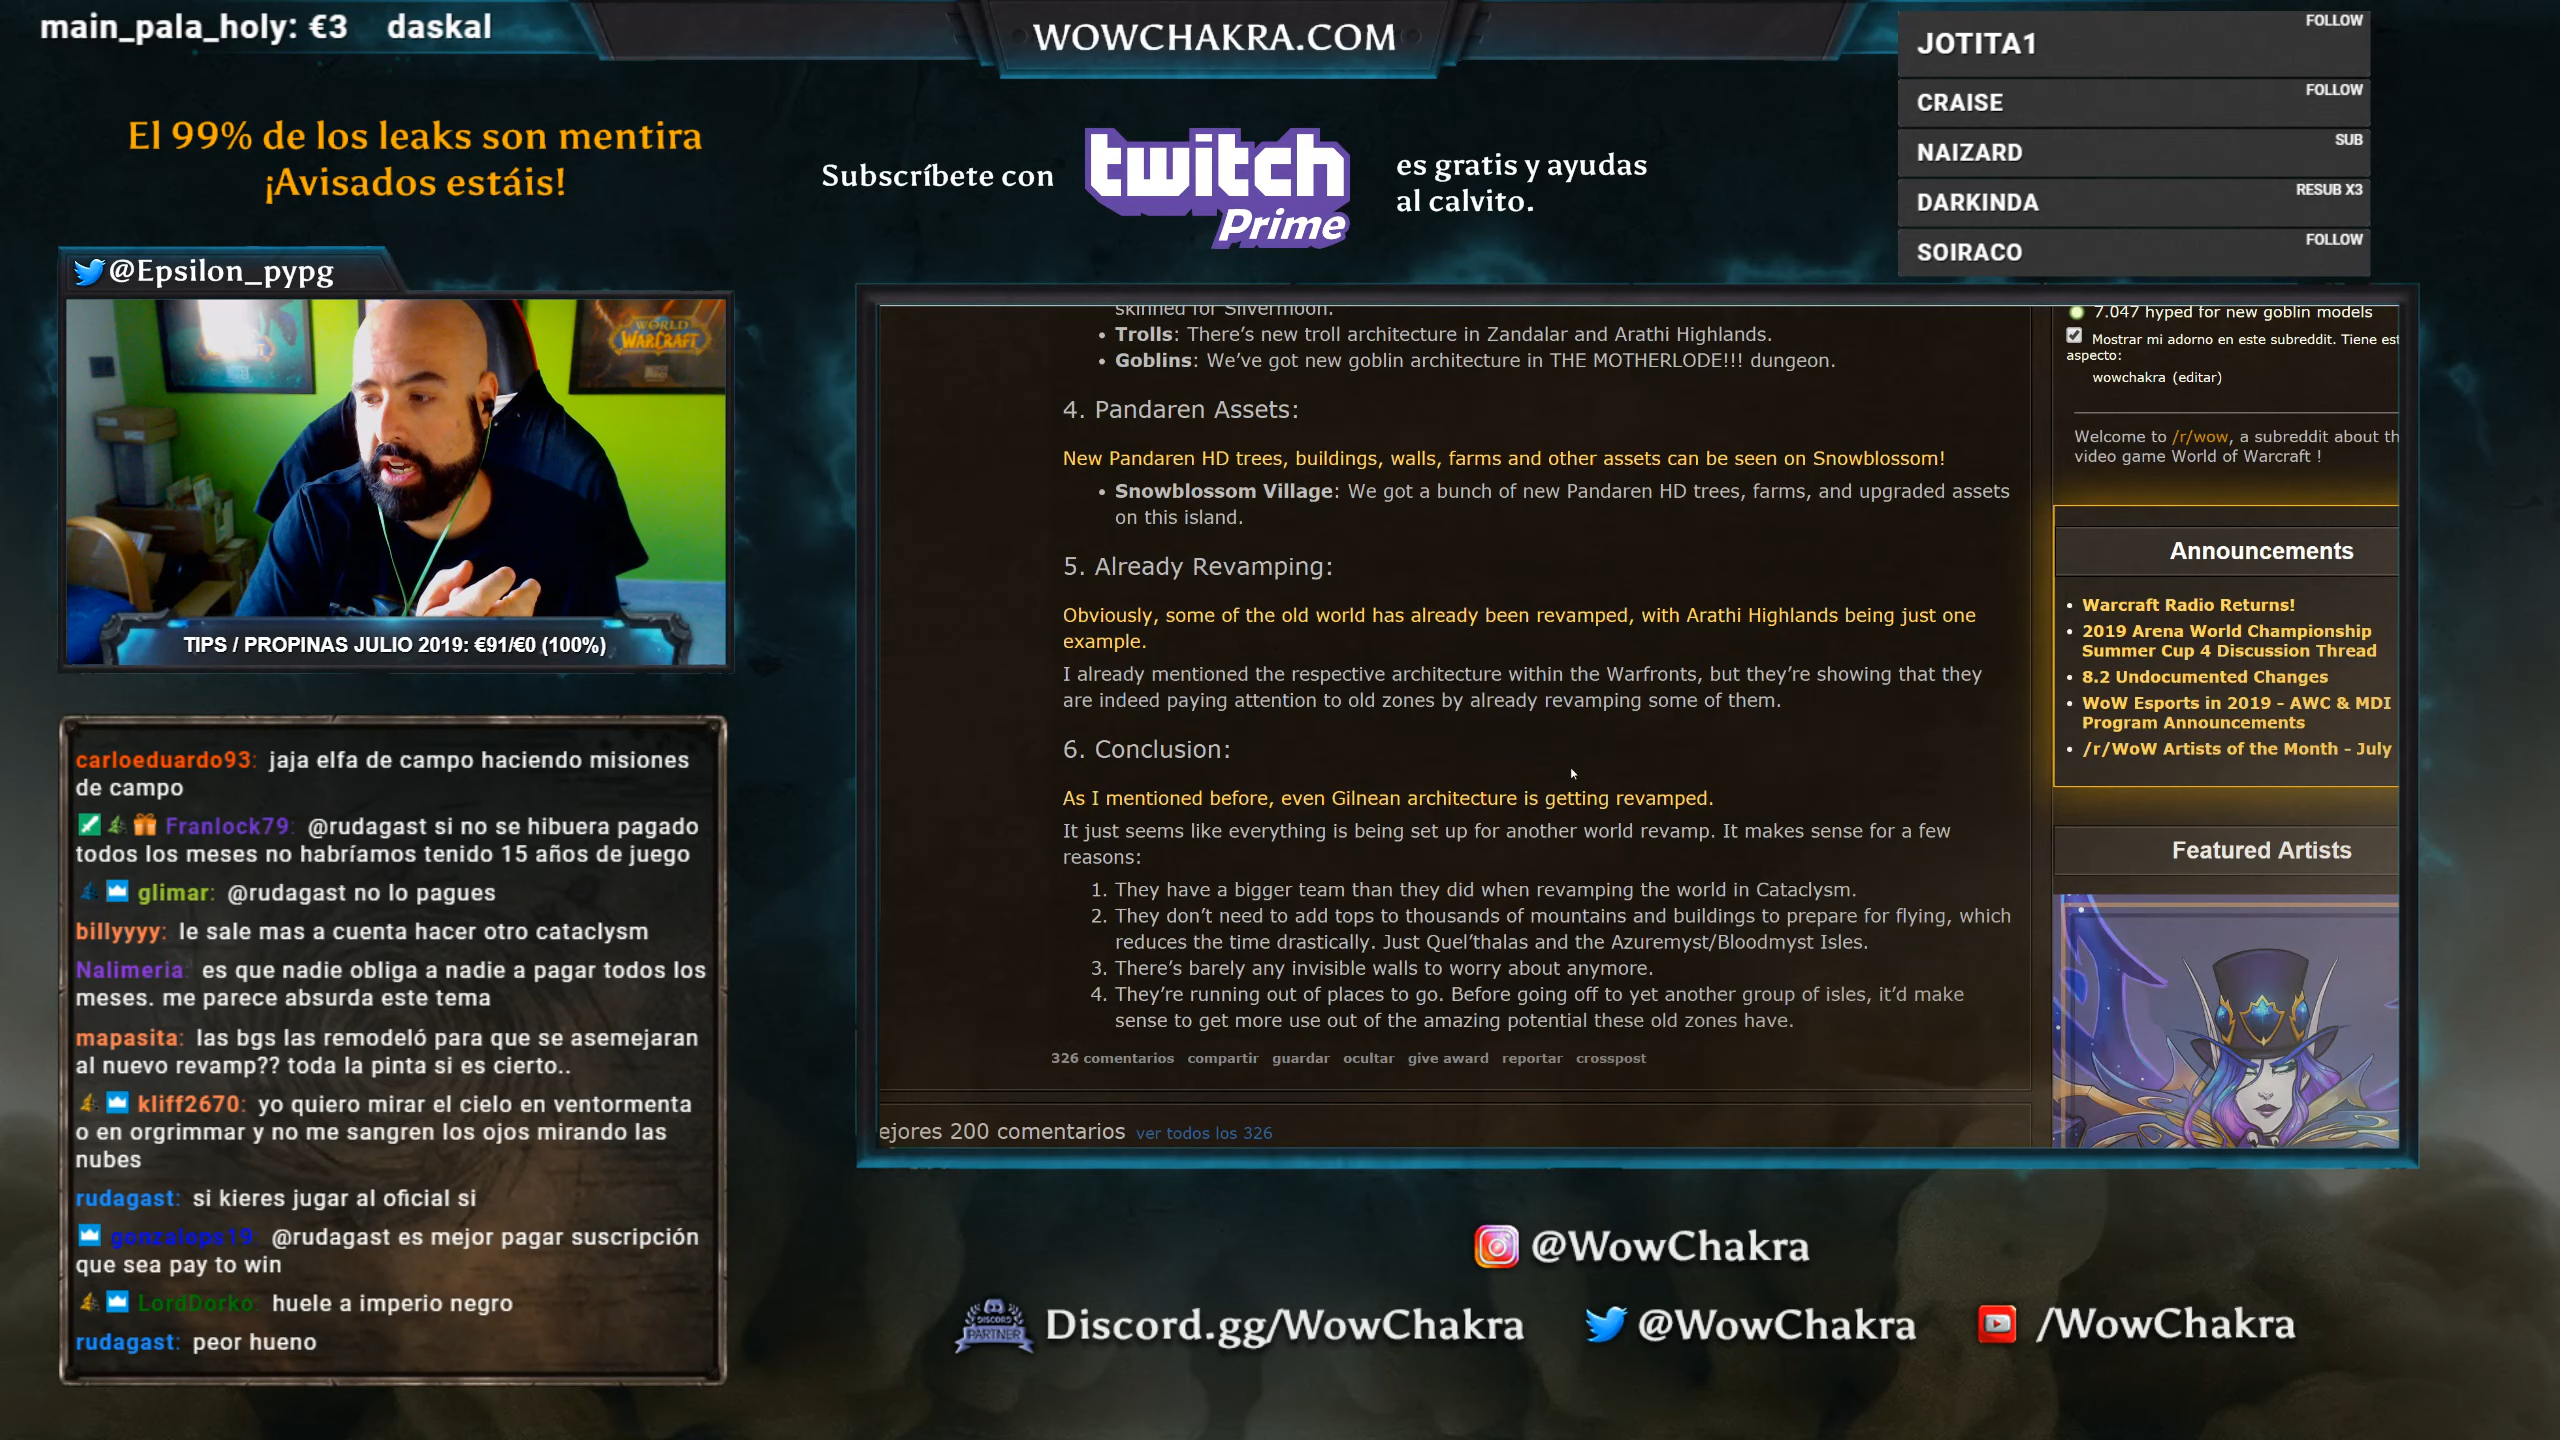 main_pala_holy: €3 daskal
WOWCHAKRA.COM
El 99% de los leaks son mentira
¡Avisados estáis!
Subscríbete con
twitch
Prime
es gratis y ayudas
al calvito.
JOTITA1 FOLLOW
CRAISE FOLLOW
NAIZARD SUB
DARKINDA RESUB X3
SOIRACO FOLLOW
@Epsilon_pypg
WORLD
WARCRAFT
TIPS / PROPINAS JULIO 2019: €91/€0 (100%)
carloeduardo93: jaja elfa de campo haciendo misiones
de campo
Franlock79: @rudagast si no se hibuera pagado
todos los meses no habríamos tenido 15 años de juego
glimar: @rudagast no lo pagues
billyyyy: le sale mas a cuenta hacer otro cataclysm
Nalimeria: es que nadie obliga a nadie a pagar todos los
meses. me parece absurda este tema
mapasita: las bgs las remodeló para que se asemejaran
al nuevo revamp?? toda la pinta si es cierto..
kliff2670: yo quiero mirar el cielo en ventormenta
o en orgrimmar y no me sangren los ojos mirando las
nubes
rudagast: si kieres jugar al oficial si
gonzalops19: @rudagast es mejor pagar suscripción
que sea pay to win
LordDorko: huele a imperio negro
rudagast: peor hueno
skinned for Silvermoon.
• Trolls: There's new troll architecture in Zandalar and Arathi Highlands.
• Goblins: We've got new goblin architecture in THE MOTHERLODE!!! dungeon.
4. Pandaren Assets:
New Pandaren HD trees, buildings, walls, farms and other assets can be seen on Snowblossom!
• Snowblossom Village: We got a bunch of new Pandaren HD trees, farms, and upgraded assets
on this island.
5. Already Revamping:
Obviously, some of the old world has already been revamped, with Arathi Highlands being just one
example.
I already mentioned the respective architecture within the Warfronts, but they're showing that they
are indeed paying attention to old zones by already revamping some of them.
6. Conclusion:
As I mentioned before, even Gilnean architecture is getting revamped.
It just seems like everything is being set up for another world revamp. It makes sense for a few
reasons:
1. They have a bigger team than they did when revamping the world in Cataclysm.
2. They don't need to add tops to thousands of mountains and buildings to prepare for flying, which
reduces the time drastically. Just Quel'thalas and the Azuremyst/Bloodmyst Isles.
3. There's barely any invisible walls to worry about anymore.
4. They're running out of places to go. Before going off to yet another group of isles, it'd make
sense to get more use out of the amazing potential these old zones have.
326 comentarios compartir guardar ocultar give award reportar crosspost
ejores 200 comentarios ver todos los 326
7.047 hyped for new goblin models
Mostrar mi adorno en este subreddit. Tiene est
aspecto:
wowchakra (editar)
Welcome to /r/wow, a subreddit about th
video game World of Warcraft !
Announcements
• Warcraft Radio Returns!
• 2019 Arena World Championship
Summer Cup 4 Discussion Thread
• 8.2 Undocumented Changes
• WoW Esports in 2019 - AWC & MDI
Program Announcements
• /r/WoW Artists of the Month - July
Featured Artists
@WowChakra
DISCORD
PARTNER
Discord.gg/WowChakra
@WowChakra
/WowChakra